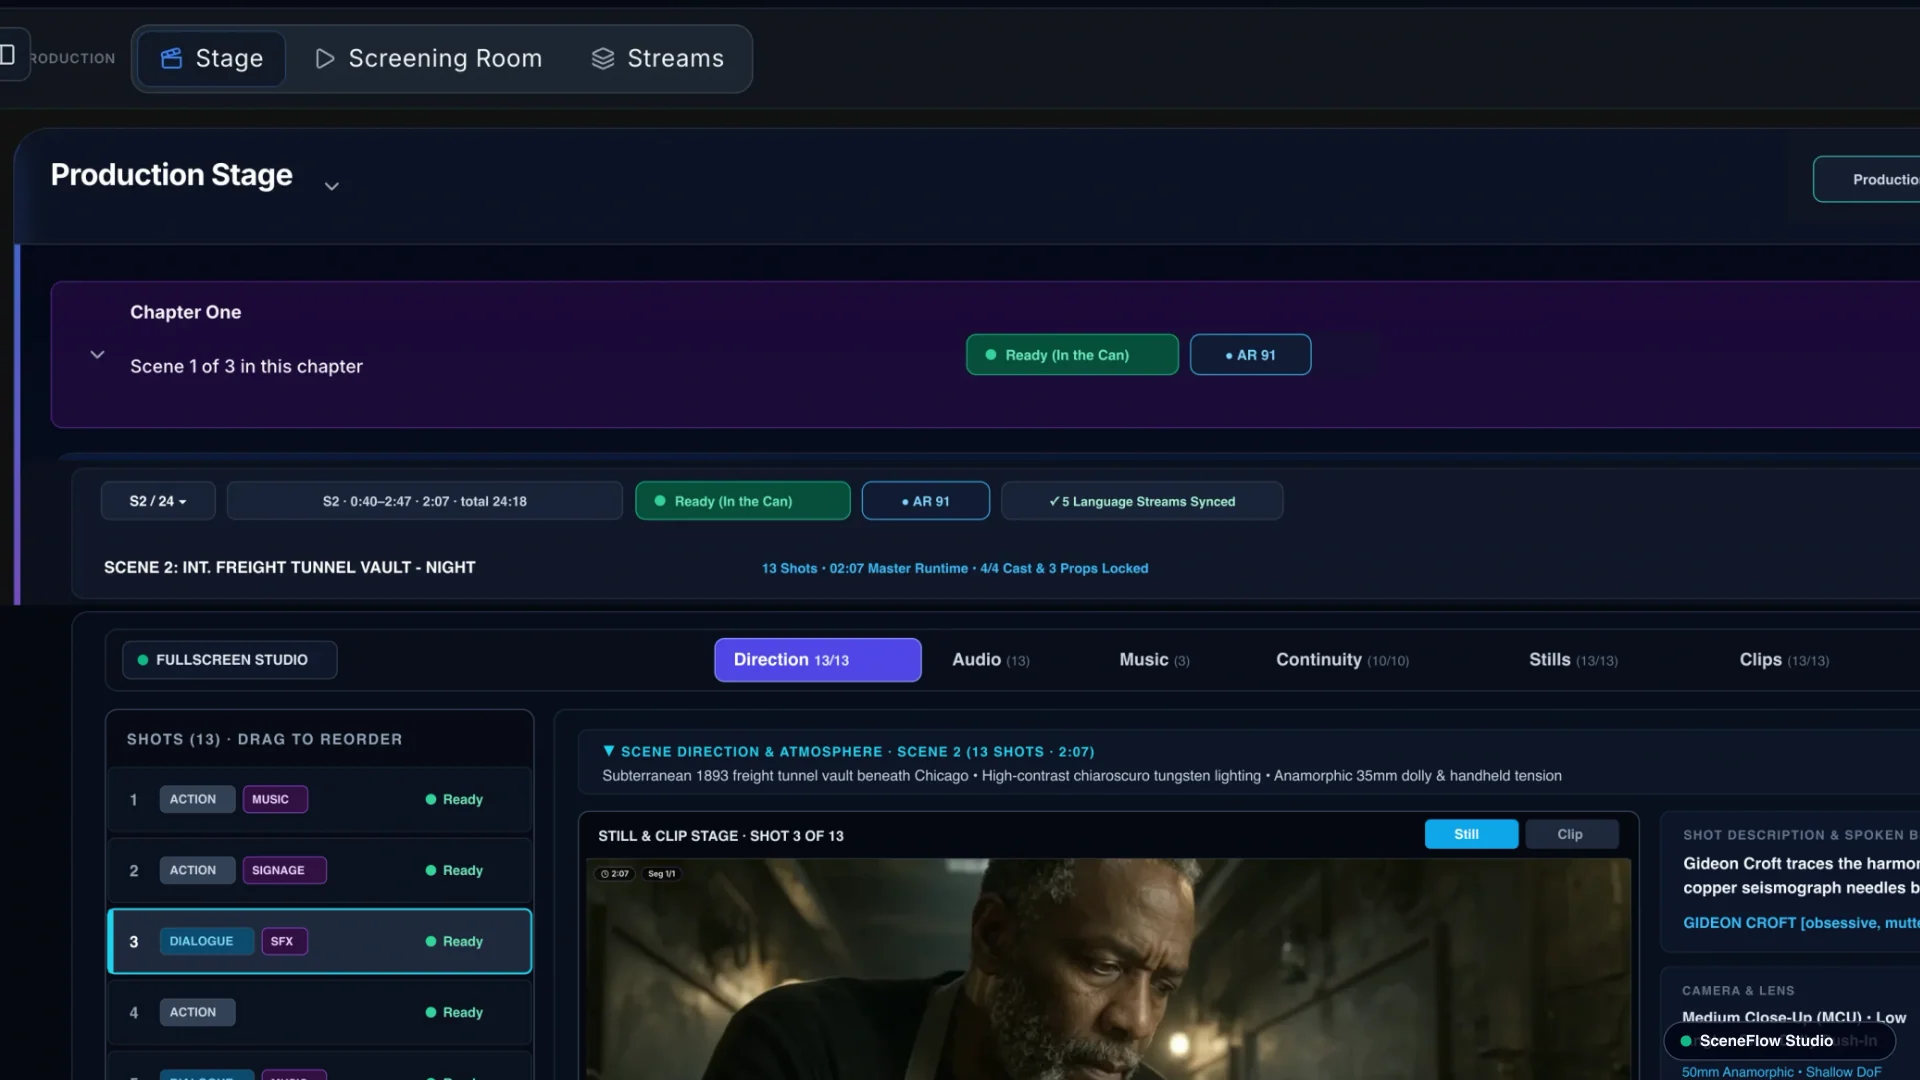 RODUCTION
Stage
Screening Room
Streams
Production Stage
Productio
Chapter One
Scene 1 of 3 in this chapter
Ready (In the Can)
• AR 91
S2 / 24
S2 · 0:40–2:47 · 2:07 · total 24:18
Ready (In the Can)
• AR 91
✓ 5 Language Streams Synced
SCENE 2: INT. FREIGHT TUNNEL VAULT - NIGHT
13 Shots · 02:07 Master Runtime · 4/4 Cast & 3 Props Locked
FULLSCREEN STUDIO
Direction 13/13
Audio (13)
Music (3)
Continuity (10/10)
Stills (13/13)
Clips (13/13)
SHOTS (13) · DRAG TO REORDER
1 ACTION MUSIC Ready
2 ACTION SIGNAGE Ready
3 DIALOGUE SFX Ready
4 ACTION Ready
▼ SCENE DIRECTION & ATMOSPHERE · SCENE 2 (13 SHOTS · 2:07)
Subterranean 1893 freight tunnel vault beneath Chicago • High-contrast chiaroscuro tungsten lighting • Anamorphic 35mm dolly & handheld tension
STILL & CLIP STAGE · SHOT 3 OF 13
Still
Clip
2:07
Seg 1/1
SHOT DESCRIPTION & SPOKEN B
Gideon Croft traces the harmo
copper seismograph needles b
GIDEON CROFT [obsessive, mutte
CAMERA & LENS
Medium Close-Up (MCU) · Low
SceneFlow Studio
ush-In
50mm Anamorphic • Shallow DoF